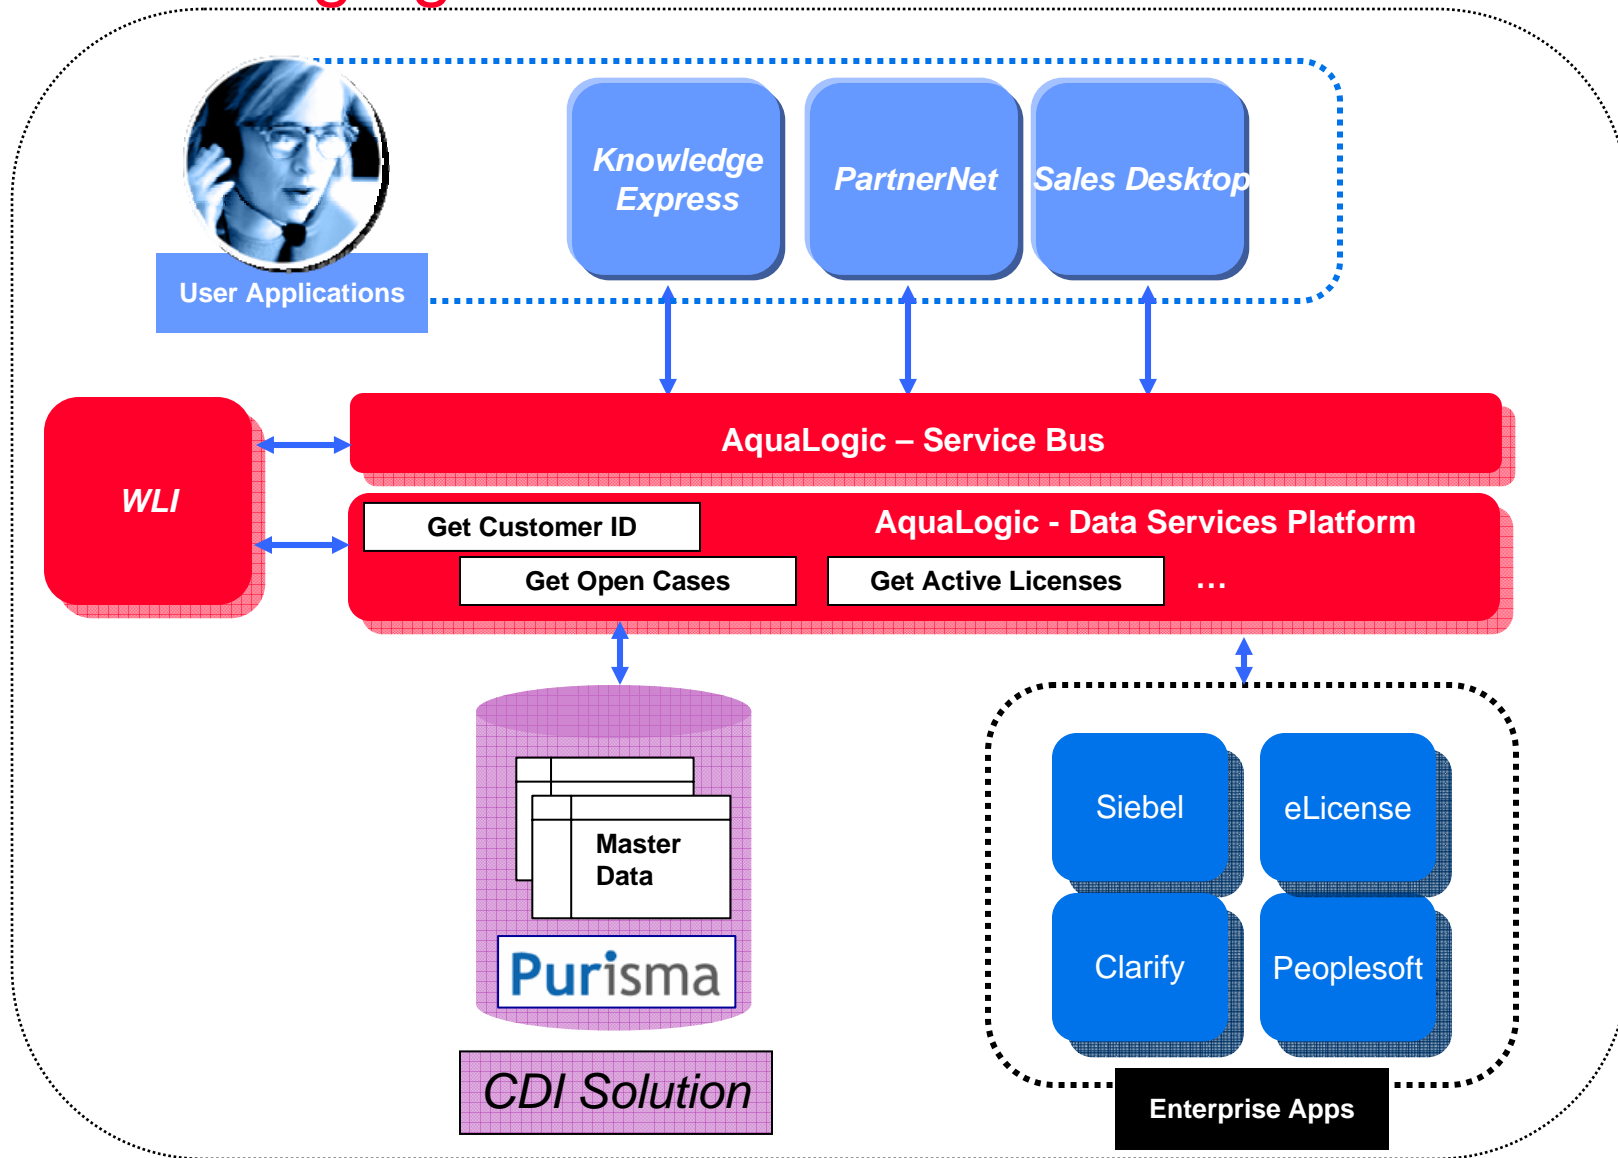 Knowledge
Express
PartnerNet
Sales Desktop
User Applications
AquaLogic – Service Bus
WLI
AquaLogic - Data Services Platform
Get Customer ID
Get Open Cases
Get Active Licenses
...
Master
Data
Purisma
CDI Solution
Siebel
eLicense
Clarify
Peoplesoft
Enterprise Apps